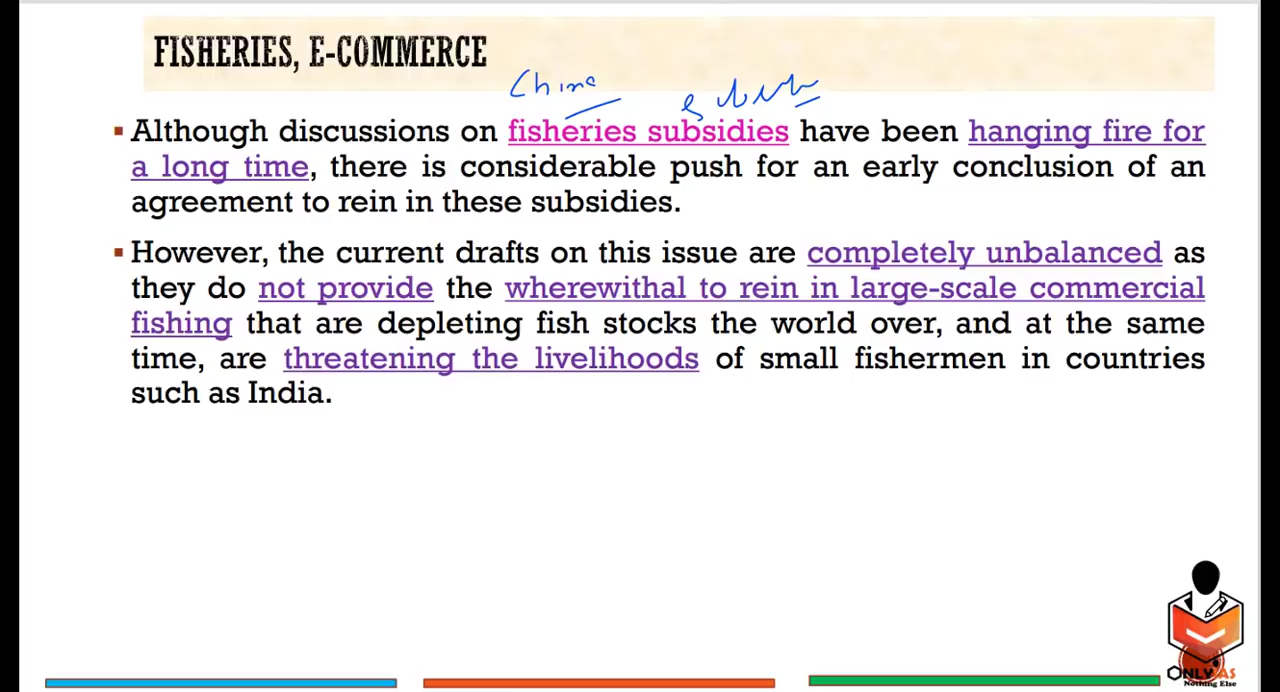 FISHERIES, E-COMMERCE
China
▪ Although discussions on fisheries subsidies have been hanging fire for
a long time, there is considerable push for an early conclusion of an
agreement to rein in these subsidies.
▪ However, the current drafts on this issue are completely unbalanced as
they do not provide the wherewithal to rein in large-scale commercial
fishing that are depleting fish stocks the world over, and at the same
time, are threatening the livelihoods of small fishermen in countries
such as India.
ONLYIAS
Nothing Else